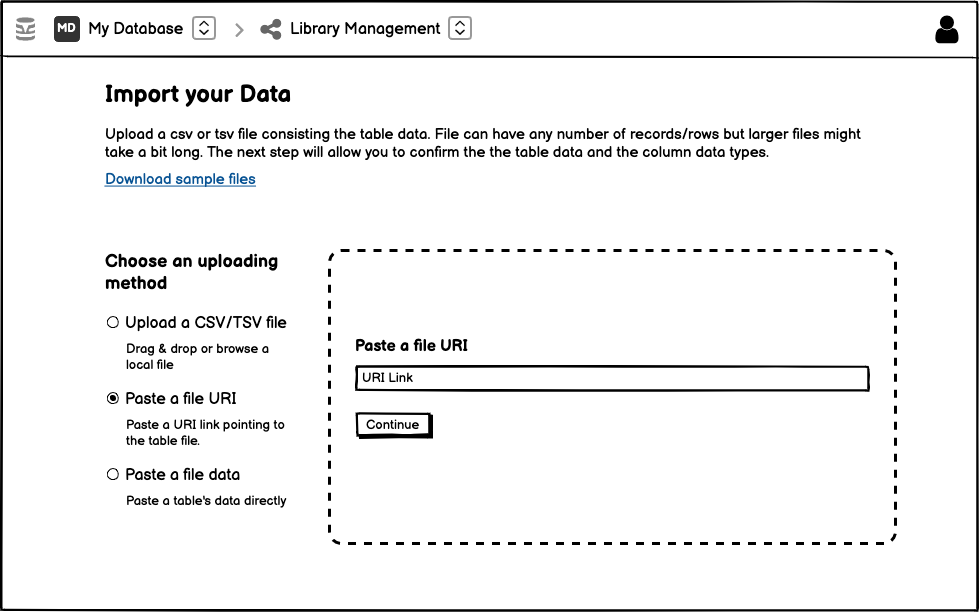 MD My Database Library Management
Import your Data
Upload a csv or tsv file consisting the table data. File can have any number of records/rows but larger files might
take a bit long. The next step will allow you to confirm the the table data and the column data types.
Download sample files
Choose an uploading
method
Upload a CSV/TSV file
Drag & drop or browse a
local file
Paste a file URI
Paste a URI link pointing to
the table file.
Paste a file data
Paste a table's data directly
Paste a file URI
URI Link
Continue